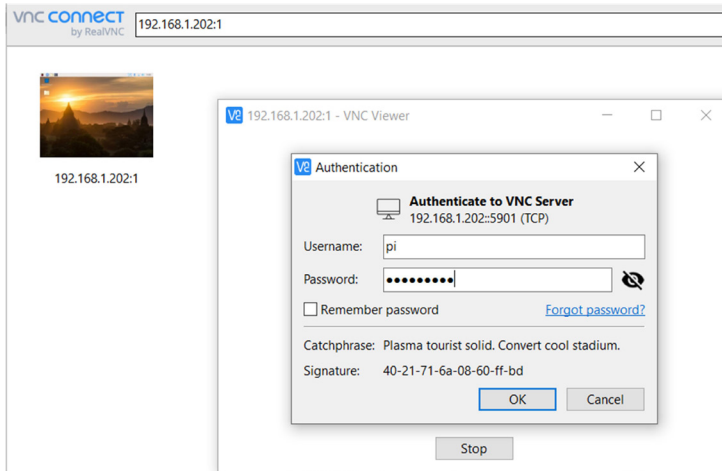 vnc connect
by RealVNC
192.168.1.202:1
192.168.1.202:1
V2 192.168.1.202:1 - VNC Viewer
V2 Authentication
Authenticate to VNC Server
192.168.1.202::5901 (TCP)
Username: pi
Password: ●●●●●●●●●
Remember password Forgot password?
Catchphrase: Plasma tourist solid. Convert cool stadium.
Signature: 40-21-71-6a-08-60-ff-bd
OK Cancel
Stop